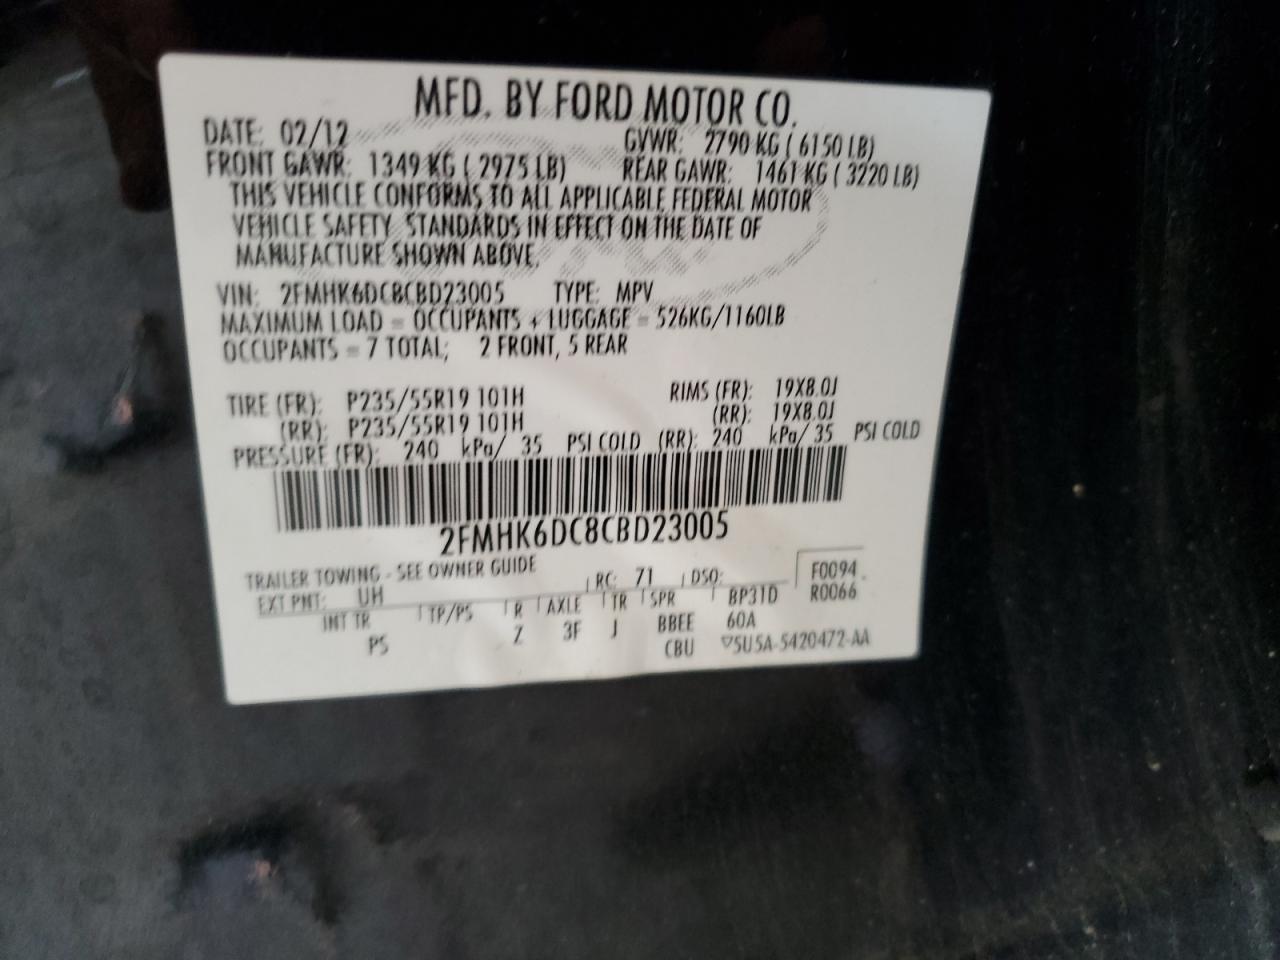 MFD. BY FORD MOTOR CO.
DATE: 02/12 GVWR: 2790 KG ( 6150 LB)
FRONT GAWR: 1349 KG ( 2975 LB) REAR GAWR: 1461 KG ( 3220 LB)
THIS VEHICLE CONFORMS TO ALL APPLICABLE FEDERAL MOTOR
VEHICLE SAFETY STANDARDS IN EFFECT ON THE DATE OF
MANUFACTURE SHOWN ABOVE.
VIN: 2FMHK6DC8CBD23005 TYPE: MPV
MAXIMUM LOAD = OCCUPANTS + LUGGAGE = 526KG/1160LB
OCCUPANTS = 7 TOTAL; 2 FRONT, 5 REAR
TIRE (FR): P235/55R19 101H RIMS (FR): 19X8.0J
(RR): P235/55R19 101H (RR): 19X8.0J
PRESSURE (FR): 240 kPa/ 35 PSI COLD (RR): 240 kPa/ 35 PSI COLD
2FMHK6DC8CBD23005
TRAILER TOWING - SEE OWNER GUIDE
EXT PNT: UH RC: 71 DSO: F0094
R0066
INT TR TP/PS R AXLE TR SPR BP31D
PS Z 3F J BBEE 60A
CBU ▽5U5A-5420472-AA